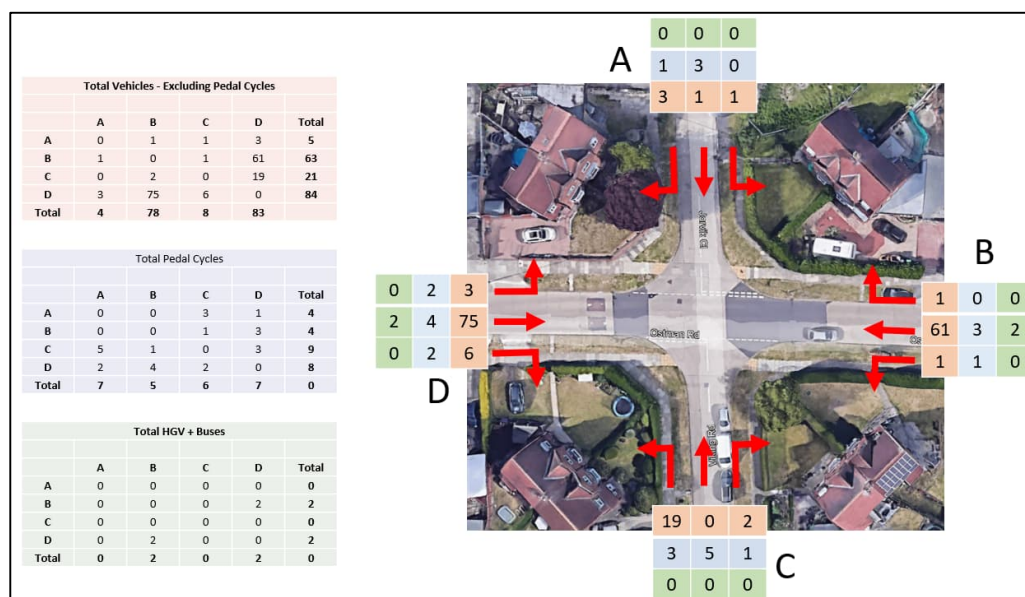 Total Vehicles - Excluding Pedal Cycles
A B C D Total
A 0 1 1 3 5
B 1 0 1 61 63
C 0 2 0 19 21
D 3 75 6 0 84
Total 4 78 8 83
Total Pedal Cycles
A B C D Total
A 0 0 3 1 4
B 0 0 1 3 4
C 5 1 0 3 9
D 2 4 2 0 8
Total 7 5 6 7 0
Total HGV + Buses
A B C D Total
A 0 0 0 0 0
B 0 0 0 2 2
C 0 0 0 0 0
D 0 2 0 0 2
Total 0 2 0 2 0
A
0 0 0
1 3 0
3 1 1
B
1 0 0
61 3 2
1 1 0
D
0 2 3
2 4 75
0 2 6
C
19 0 2
3 5 1
0 0 0